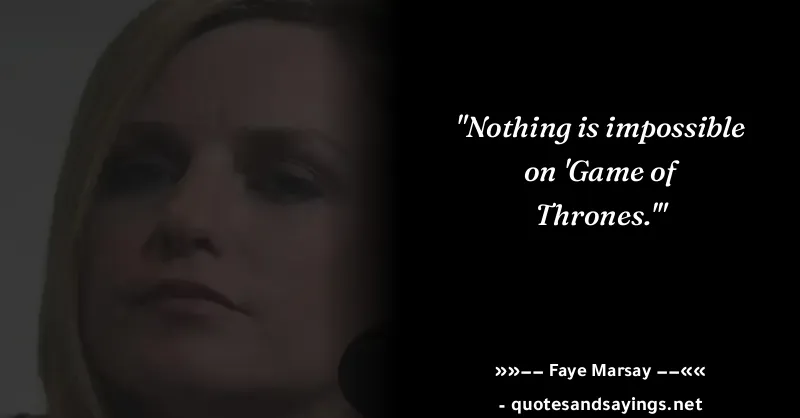 "Nothing is impossible
on 'Game of
Thrones.'"
»»−− Faye Marsay −−««
- quotesandsayings.net